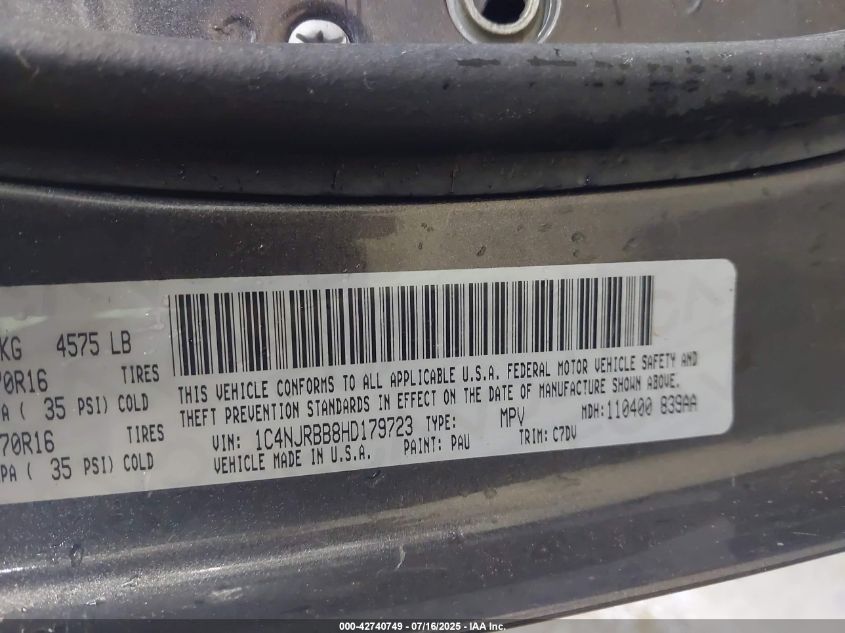 KG 4575 LB
70R16 TIRES
PA ( 35 PSI) COLD
70R16 TIRES
PA ( 35 PSI) COLD
THIS VEHICLE CONFORMS TO ALL APPLICABLE U.S.A. FEDERAL MOTOR VEHICLE SAFETY AND
THEFT PREVENTION STANDARDS IN EFFECT ON THE DATE OF MANUFACTURE SHOWN ABOVE.
VIN: 1C4NJRBB8HD179723 TYPE: MPV MDH:110400 839AA
VEHICLE MADE IN U.S.A. PAINT: PAU TRIM: C7DV
000-42740749 - 07/16/2025 - IAA Inc.